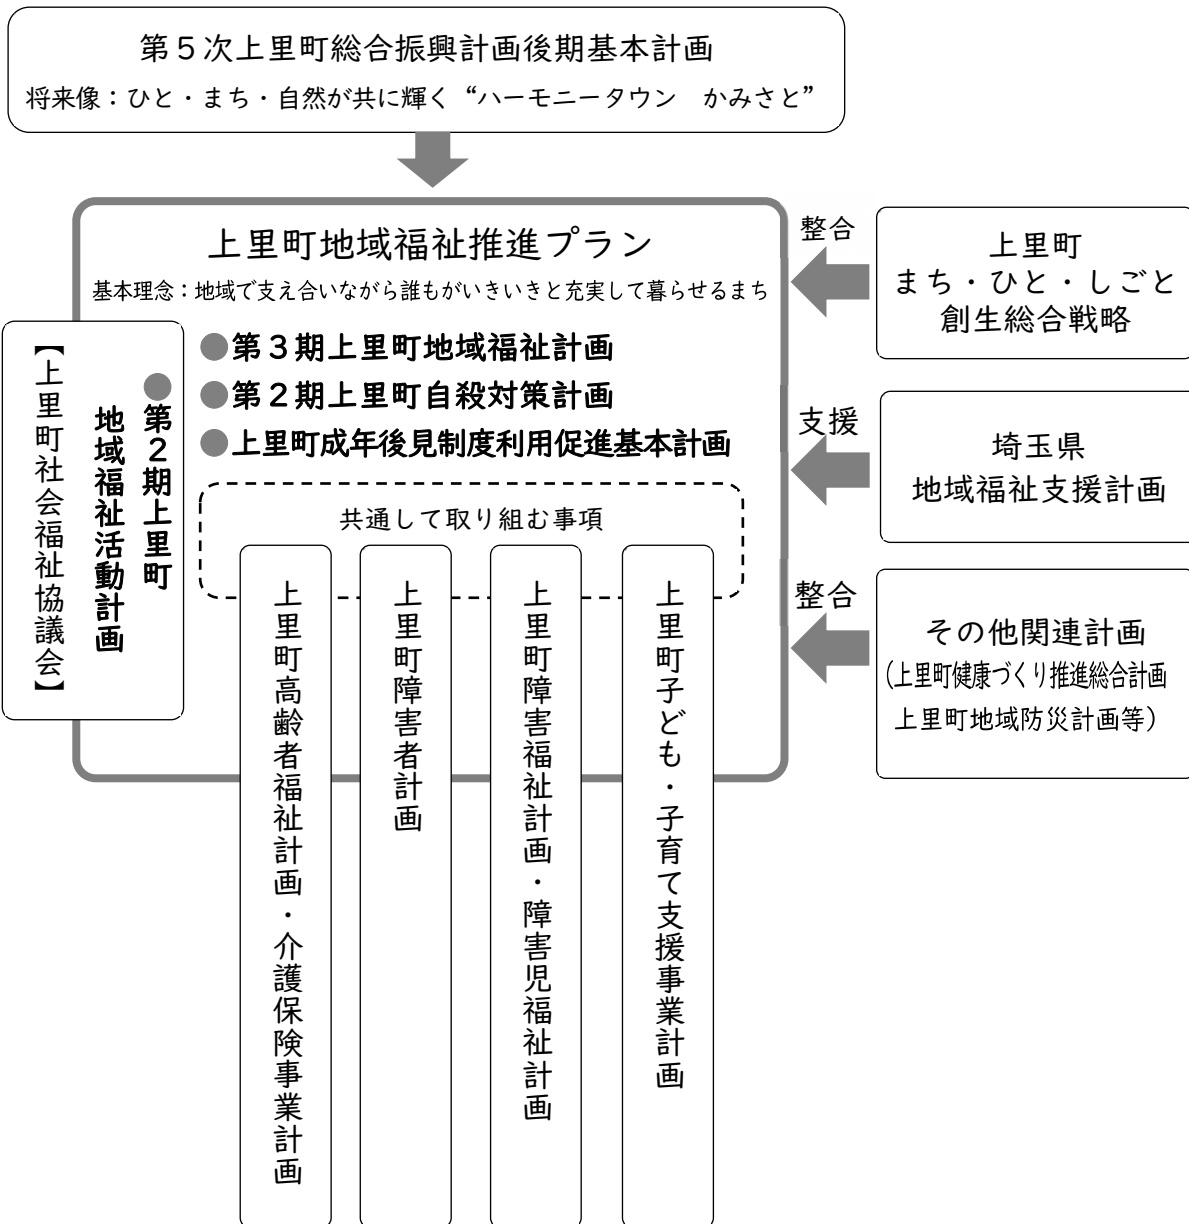 第５次上里町総合振興計画後期基本計画
将来像：ひと・まち・自然が共に輝く“ハーモニータウン　かみさと”
上里町地域福祉推進プラン
基本理念：地域で支え合いながら誰もがいきいきと充実して暮らせるまち
●第３期上里町地域福祉計画
●第２期上里町自殺対策計画
●上里町成年後見制度利用促進基本計画
●第２期上里町
地域福祉活動計画
【上里町社会福祉協議会】
共通して取り組む事項
上里町高齢者福祉計画・介護保険事業計画
上里町障害者計画
上里町障害福祉計画・障害児福祉計画
上里町子ども・子育て支援事業計画
整合
上里町
まち・ひと・しごと
創生総合戦略
支援
埼玉県
地域福祉支援計画
整合
その他関連計画
（上里町健康づくり推進総合計画
上里町地域防災計画等）